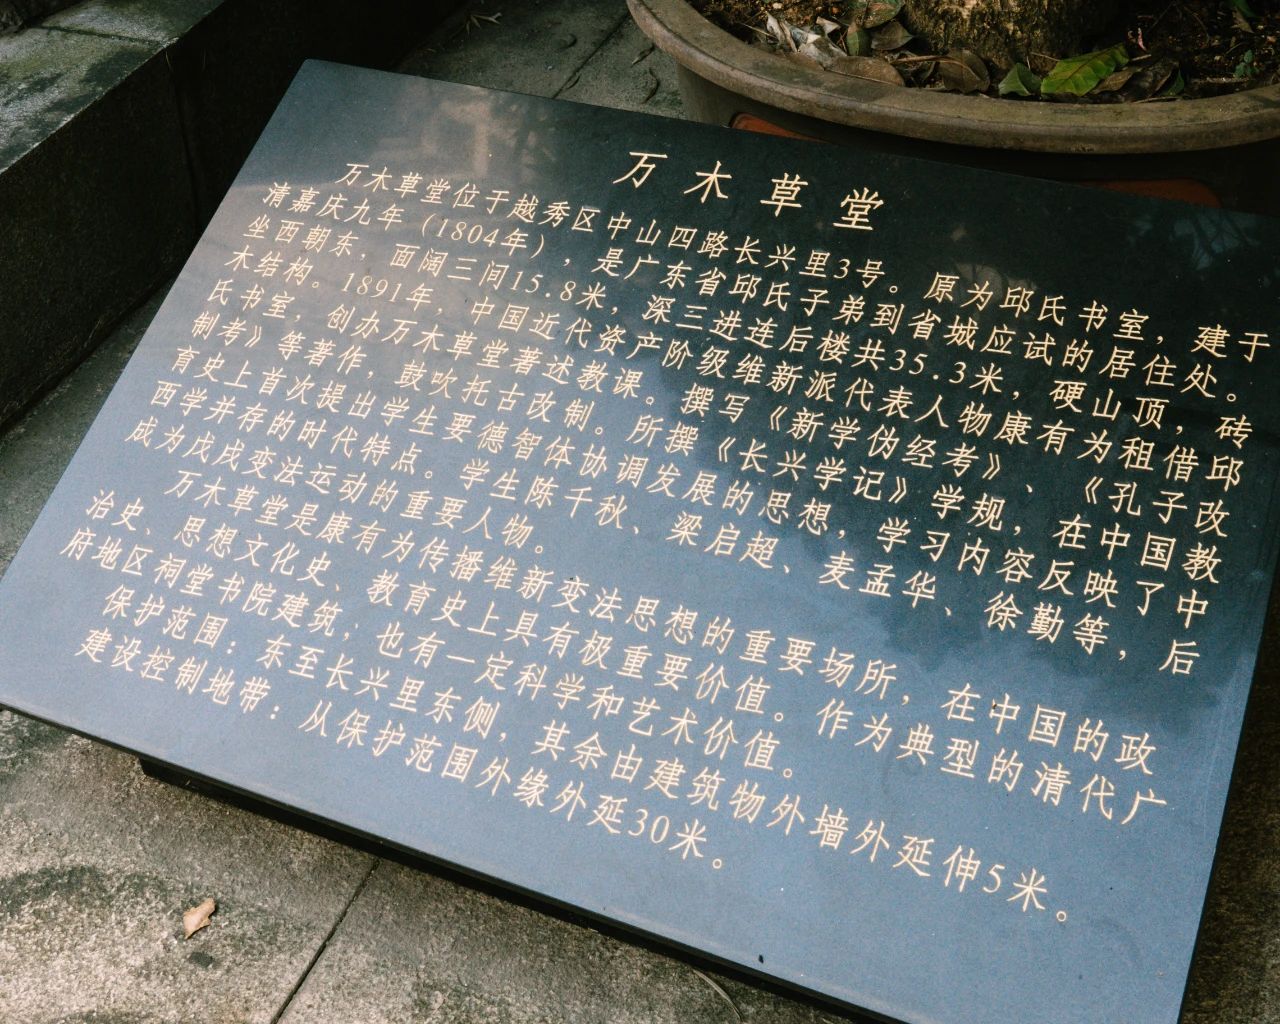 万木草堂
万木草堂位于越秀区中山四路长兴里3号。原为邱氏书室，建于
清嘉庆九年（1804年），是广东省邱氏子弟到省城应试的居住处。
坐西朝东，面阔三间15.8米，深三进连后楼共35.3米，硬山顶，砖
木结构。1891年，中国近代资产阶级维新派代表人物康有为租借邱
氏书室，创办万木草堂著述教课。撰写《新学伪经考》、《孔子改
制考》等著作，鼓吹托古改制。所撰《长兴学记》学规，在中国教
育史上首次提出学生要德智体协调发展的思想，学习内容反映了中
西学并存的时代特点。学生陈千秋、梁启超、麦孟华、徐勤等，后
成为戊戌变法运动的重要人物。
万木草堂是康有为传播维新变法思想的重要场所，在中国的政
治史、思想文化史、教育史上具有极重要价值。作为典型的清代广
府地区祠堂书院建筑，也有一定科学和艺术价值。
保护范围：东至长兴里东侧，其余由建筑物外墙外延伸5米。
建设控制地带：从保护范围外缘外延30米。